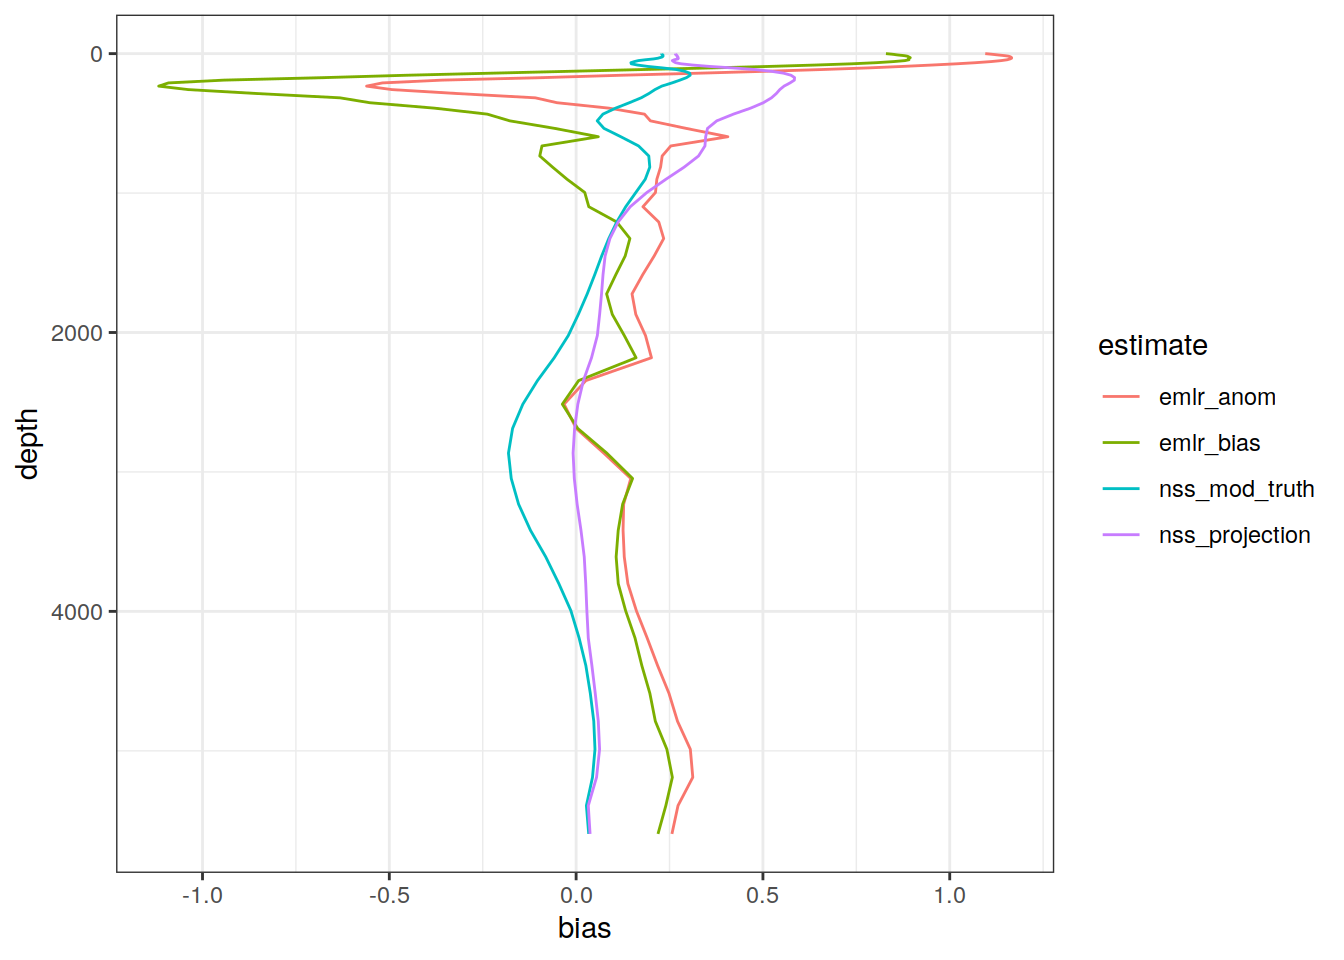 0
2000
4000
depth
-1.0
-0.5
0.0
0.5
1.0
bias
estimate
emlr_anom
emlr_bias
nss_mod_truth
nss_projection